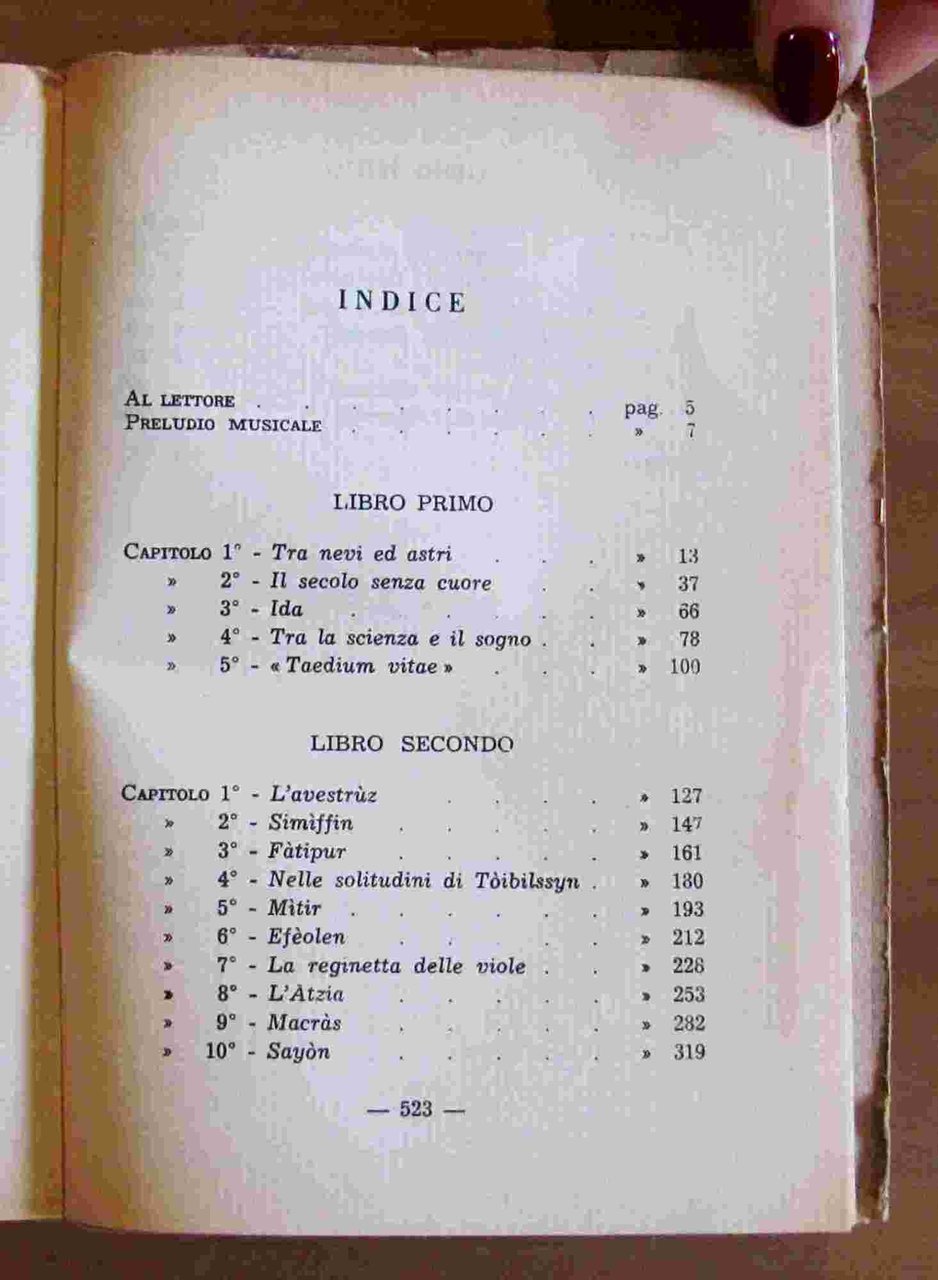 INDICE
AL LETTORE . . . . . . . . pag. 5
PRELUDIO MUSICALE . . . . . . » 7
LIBRO PRIMO
CAPITOLO 1° - Tra nevi ed astri . . . » 13
» 2° - Il secolo senza cuore . . » 37
» 3° - Ida . . . . . . » 66
» 4° - Tra la scienza e il sogno . . » 78
» 5° - « Taedium vitae » . . . » 100
LIBRO SECONDO
CAPITOLO 1° - L'avestrùz . . . . » 127
» 2° - Simìffin . . . . . » 147
» 3° - Fàtipur . . . . . » 161
» 4° - Nelle solitudini di Tòibilssyn . » 180
» 5° - Mìtir . . . . . . » 193
» 6° - Efèolen . . . . . » 212
» 7° - La reginetta delle viole . . » 228
» 8° - L'Àtzia . . . . . » 253
» 9° - Macràs . . . . . » 282
» 10° - Sayòn . . . . . » 319
— 523 —